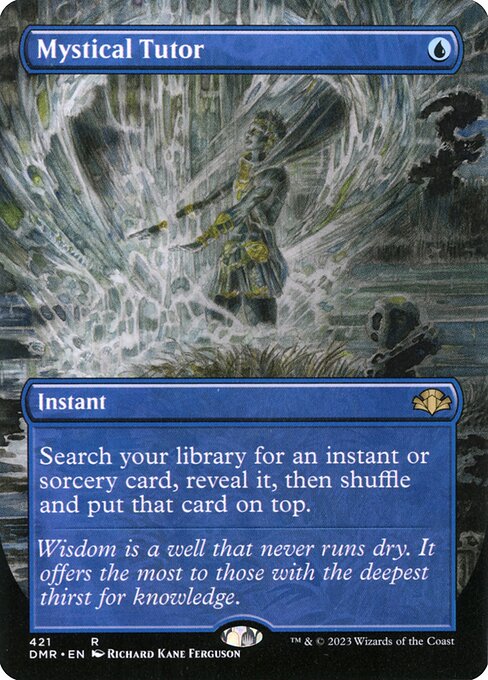 Mystical Tutor
Instant
Search your library for an instant or
sorcery card, reveal it, then shuffle
and put that card on top.
Wisdom is a well that never runs dry. It
offers the most to those with the deepest
thirst for knowledge.
421 R
DMR • EN Richard Kane Ferguson
™ & © 2023 Wizards of the Coast